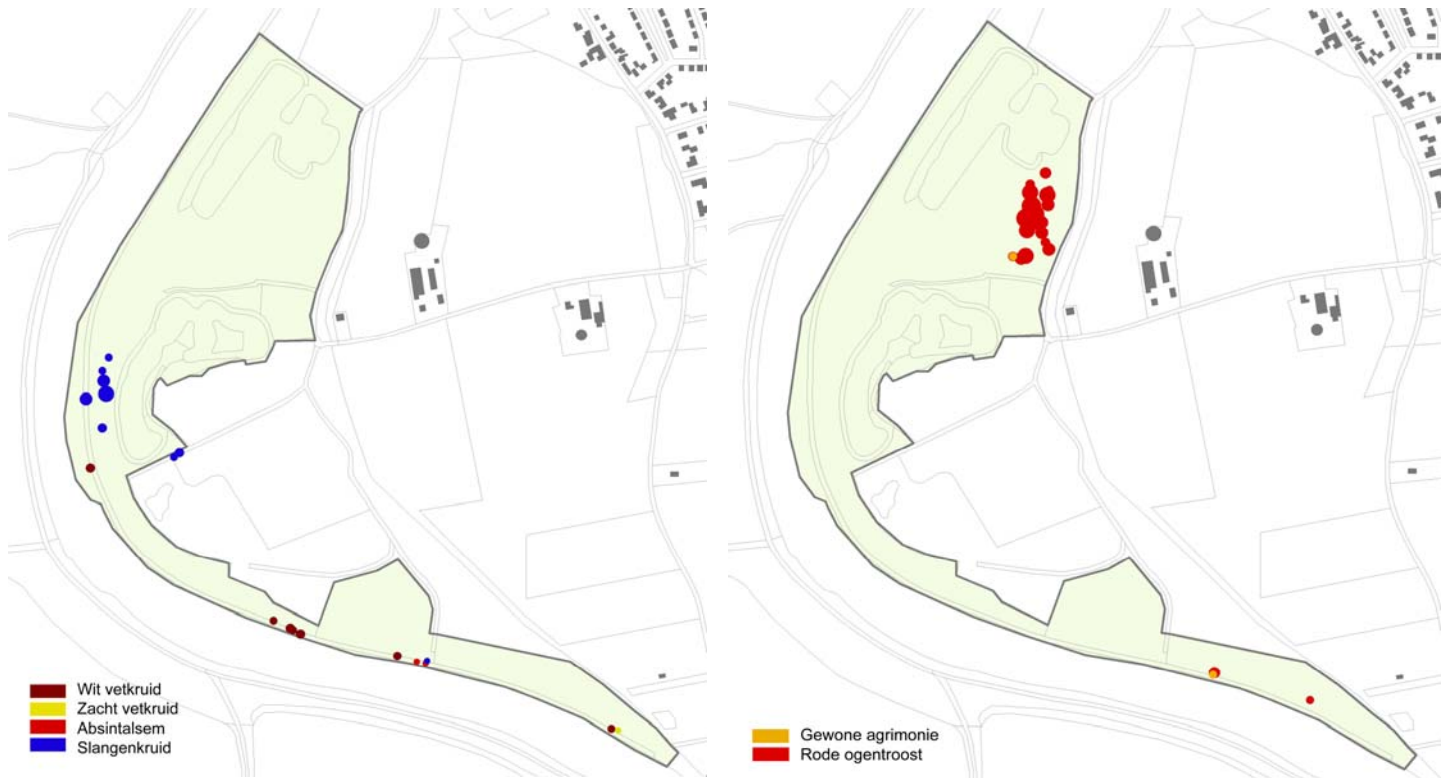 Wit vetkruid
Zacht vetkruid
Absintalsem
Slangenkruid
Gewone agrimonie
Rode ogentroost